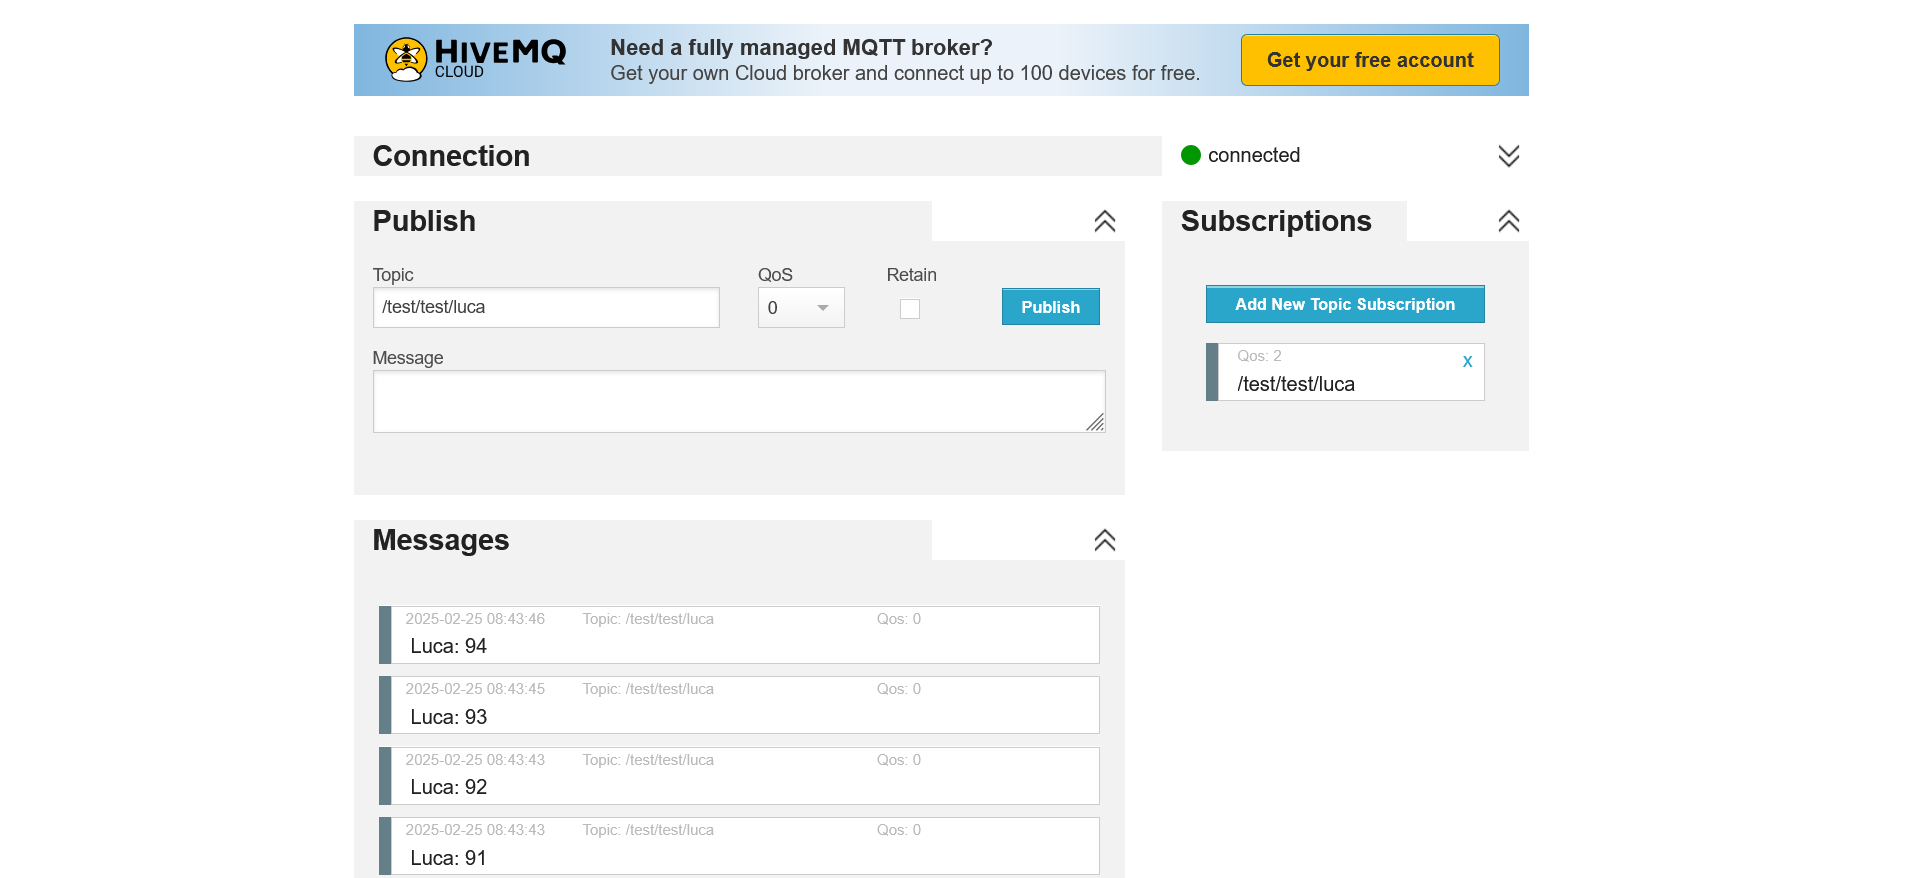 HIVEMQ
CLOUD
Need a fully managed MQTT broker?
Get your own Cloud broker and connect up to 100 devices for free.
Get your free account
Connection
connected
Publish
Topic
QoS
Retain
/test/test/luca
0
Publish
Message
Subscriptions
Add New Topic Subscription
Qos: 2
x
/test/test/luca
Messages
2025-02-25 08:43:46 Topic: /test/test/luca Qos: 0
Luca: 94
2025-02-25 08:43:45 Topic: /test/test/luca Qos: 0
Luca: 93
2025-02-25 08:43:43 Topic: /test/test/luca Qos: 0
Luca: 92
2025-02-25 08:43:43 Topic: /test/test/luca Qos: 0
Luca: 91